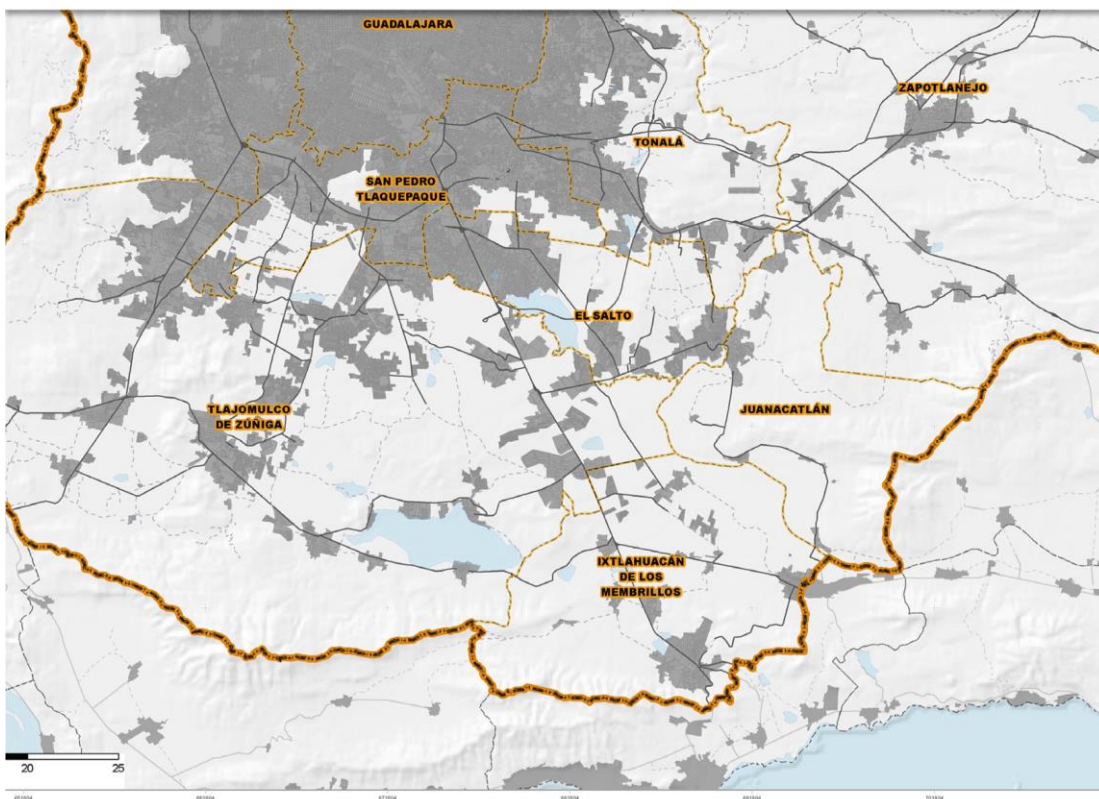 GUADALAJARA
ZAPOTLANEJO
TONALÁ
SAN PEDRO
TLAQUEPAQUE
EL SALTO
TLAJOMULCO
DE ZÚÑIGA
JUANACATLÁN
IXTLAHUACÁN
DE LOS
MEMBRILLOS
20 25